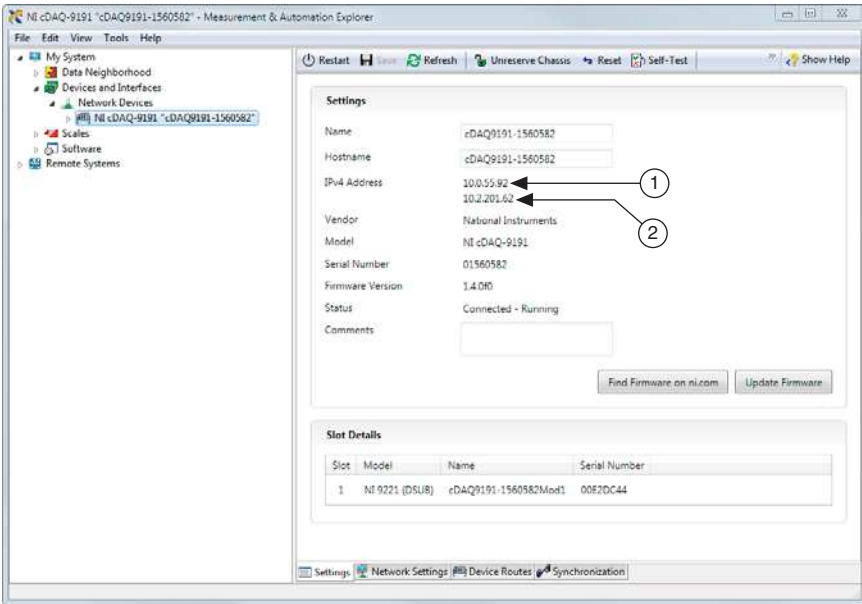 NI cDAQ-9191 "cDAQ9191-1560582" - Measurement & Automation Explorer
File Edit View Tools Help
My System
Data Neighborhood
Devices and Interfaces
Network Devices
NI cDAQ-9191 "cDAQ9191-1560582"
Scales
Software
Remote Systems
Restart Save Refresh Unreserve Chassis Reset Self-Test Show Help
Settings
Name cDAQ9191-1560582
Hostname cDAQ9191-1560582
IPv4 Address 10.0.55.92 1
10.2.201.62 2
Vendor National Instruments
Model NI cDAQ-9191
Serial Number 01560582
Firmware Version 1.4.0f0
Status Connected - Running
Comments
Find Firmware on ni.com Update Firmware
Slot Details
Slot Model Name Serial Number
1 NI 9221 (DSUB) cDAQ9191-1560582Mod1 00E2DC44
Settings Network Settings Device Routes Synchronization